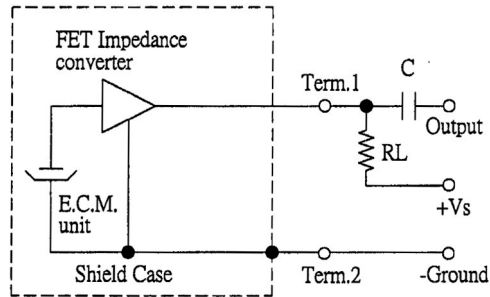 FET Impedance
converter
Term.1
C
Output
RL
+Vs
E.C.M.
unit
Shield Case
Term.2
-Ground